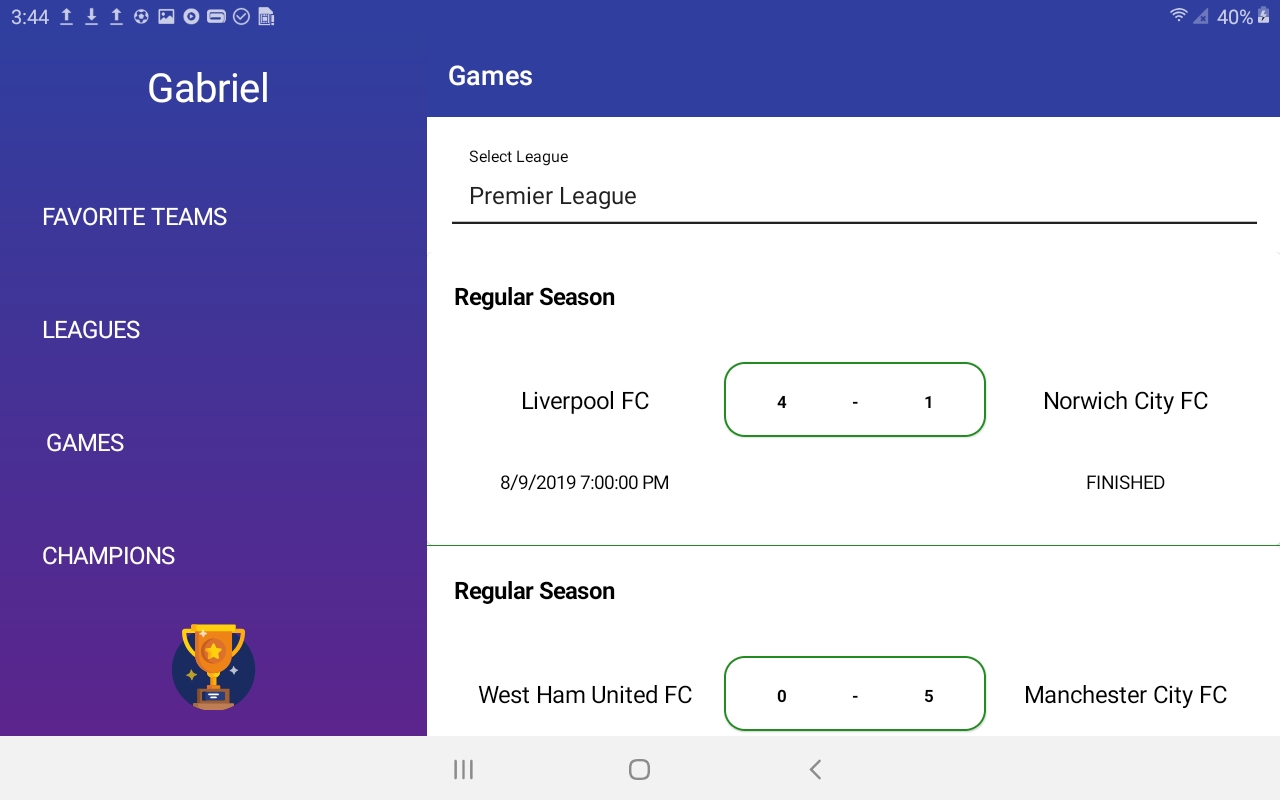 3:44
40%
Gabriel
FAVORITE TEAMS
LEAGUES
GAMES
CHAMPIONS
Games
Select League
Premier League
Regular Season
Liverpool FC 4 - 1 Norwich City FC
8/9/2019 7:00:00 PM FINISHED
Regular Season
West Ham United FC 0 - 5 Manchester City FC